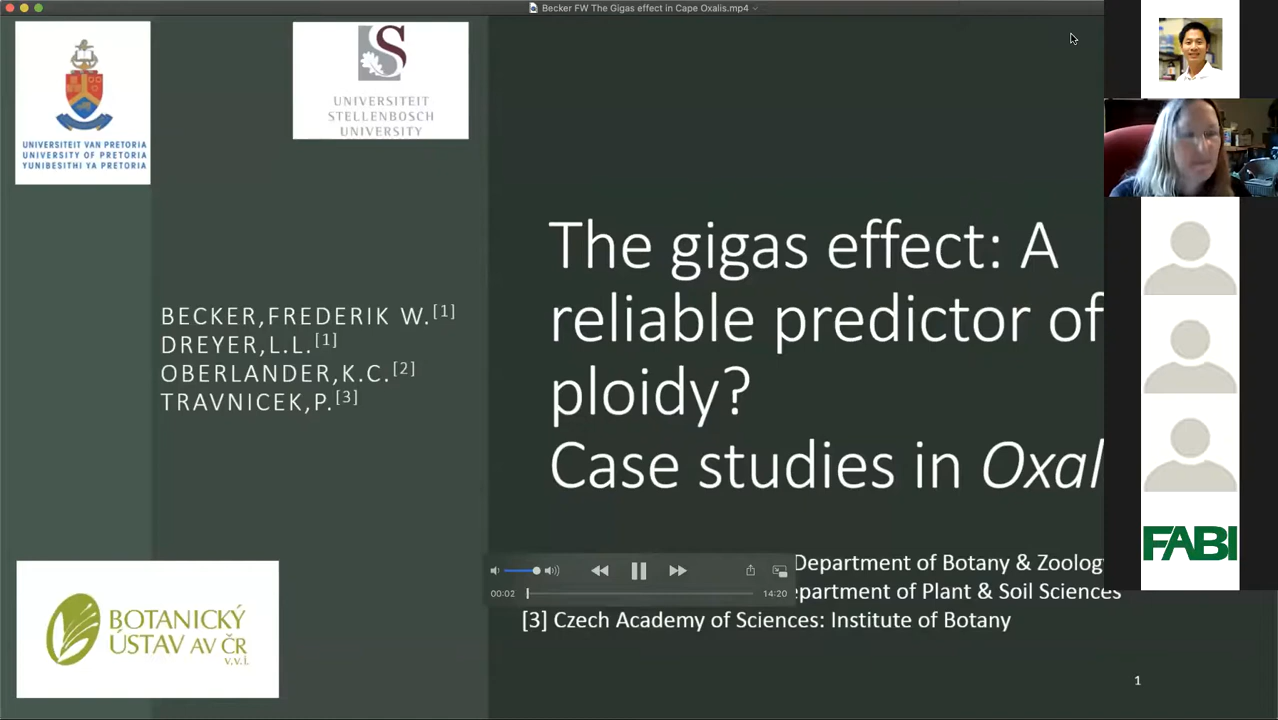 Becker FW The Gigas effect in Cape Oxalis.mp4
UNIVERSITEIT VAN PRETORIA
UNIVERSITY OF PRETORIA
YUNIBESITHI YA PRETORIA
S
UNIVERSITEIT
STELLENBOSCH
UNIVERSITY
BECKER,FREDERIK W.[1]
DREYER,L.L.[1]
OBERLANDER,K.C.[2]
TRAVNICEK,P.[3]
The gigas effect: A
reliable predictor of
ploidy?
Case studies in Oxal
Department of Botany & Zoolog
epartment of Plant & Soil Sciences
[3] Czech Academy of Sciences: Institute of Botany
00:02
14:20
BOTANICKÝ
ÚSTAV AV ČR
v.v.i.
FABI
1